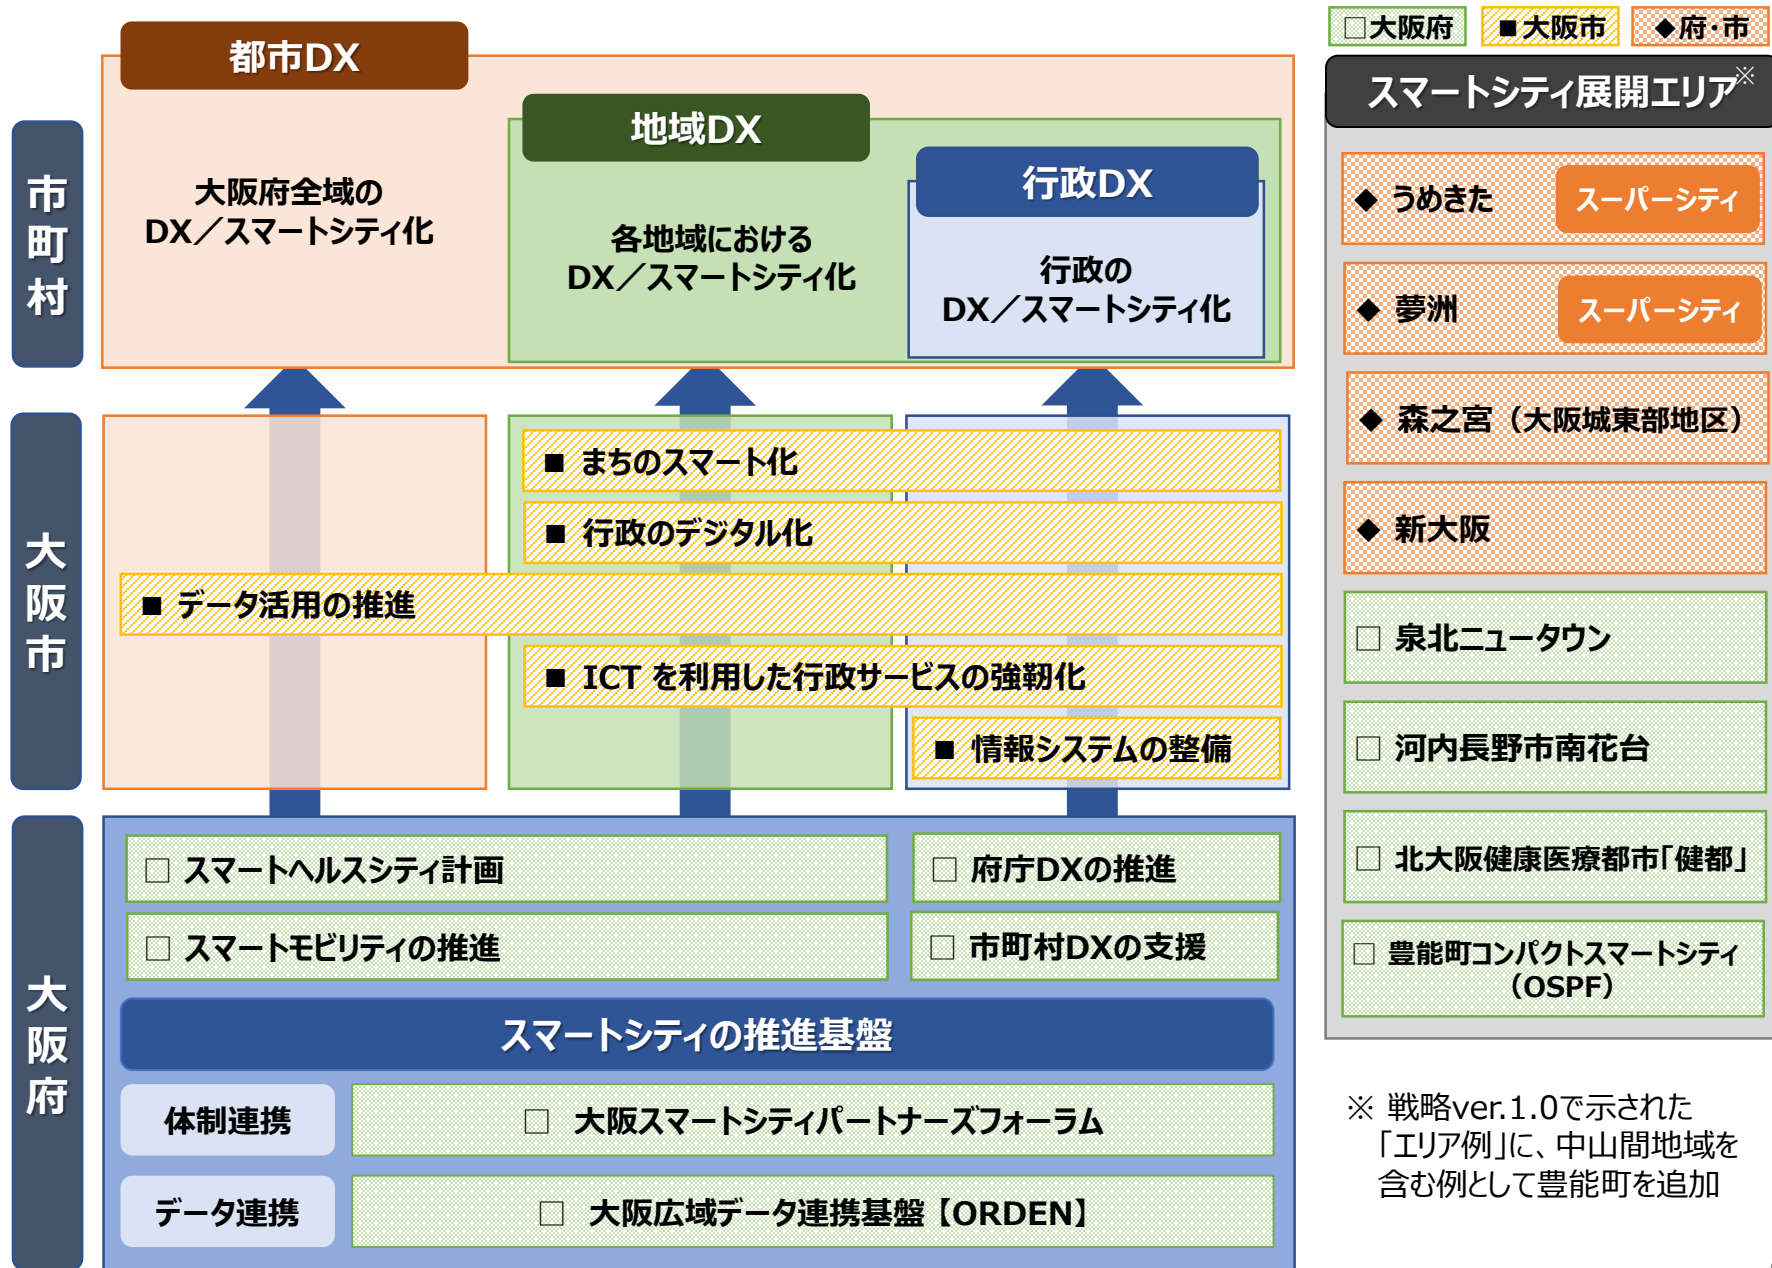 □大阪府
■大阪市
◆府・市
都市DX
大阪府全域の
DX／スマートシティ化
地域DX
各地域における
DX／スマートシティ化
行政DX
行政の
DX／スマートシティ化
市町村
大阪市
■ まちのスマート化
■ 行政のデジタル化
■ データ活用の推進
■ ICT を利用した行政サービスの強靭化
■ 情報システムの整備
大阪府
□ スマートヘルスシティ計画
□ 府庁DXの推進
□ スマートモビリティの推進
□ 市町村DXの支援
スマートシティの推進基盤
体制連携
□ 大阪スマートシティパートナーズフォーラム
データ連携
□ 大阪広域データ連携基盤【ORDEN】
スマートシティ展開エリア※
◆ うめきた
スーパーシティ
◆ 夢洲
スーパーシティ
◆ 森之宮（大阪城東部地区）
◆ 新大阪
□ 泉北ニュータウン
□ 河内長野市南花台
□ 北大阪健康医療都市「健都」
□ 豊能町コンパクトスマートシティ
（OSPF）
※ 戦略ver.1.0で示された
「エリア例」に、中山間地域を
含む例として豊能町を追加